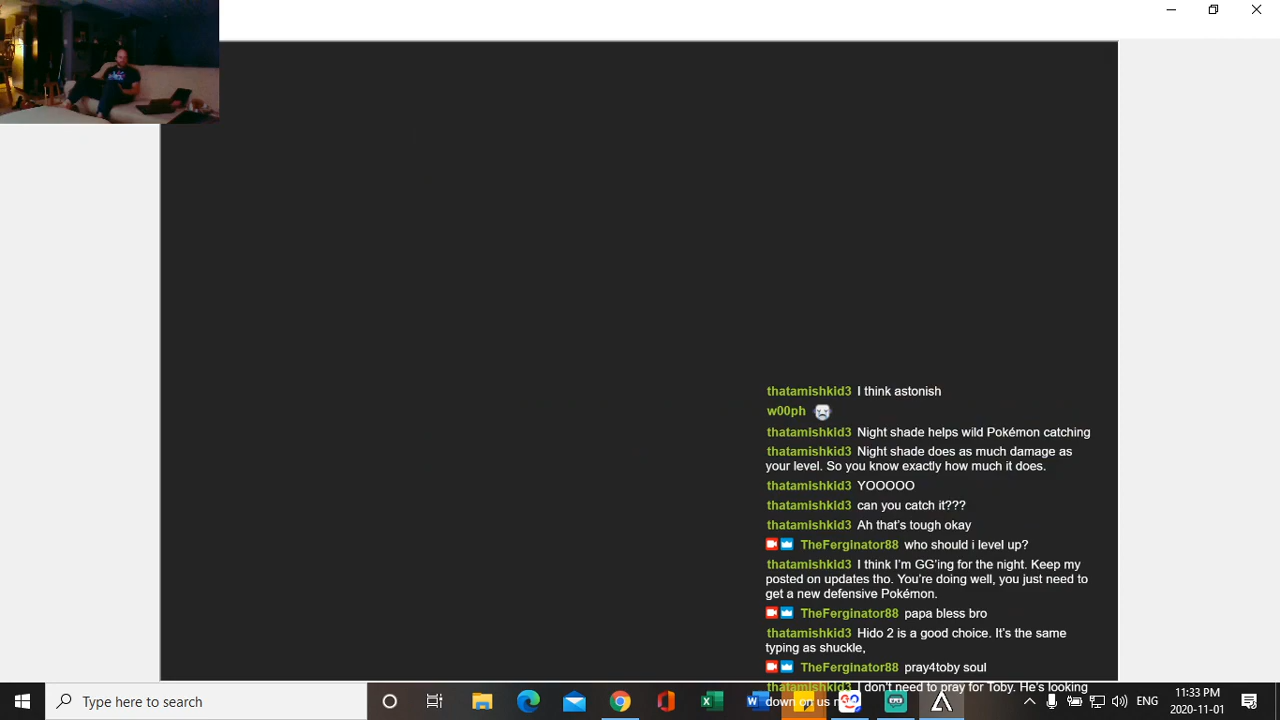 thatamishkid3 I think astonish
w00ph
thatamishkid3 Night shade helps wild Pokémon catching
thatamishkid3 Night shade does as much damage as
your level. So you know exactly how much it does.
thatamishkid3 YOOOOO
thatamishkid3 can you catch it???
thatamishkid3 Ah that's tough okay
TheFerginator88 who should i level up?
thatamishkid3 I think I'm GG'ing for the night. Keep my
posted on updates tho. You're doing well, you just need to
get a new defensive Pokémon.
TheFerginator88 papa bless bro
thatamishkid3 Hido 2 is a good choice. It's the same
typing as shuckle,
TheFerginator88 pray4toby soul
thatamishkid3 I don't need to pray for Toby. He's looking
down on us
Type here to search
ENG
11:33 PM
2020-11-01